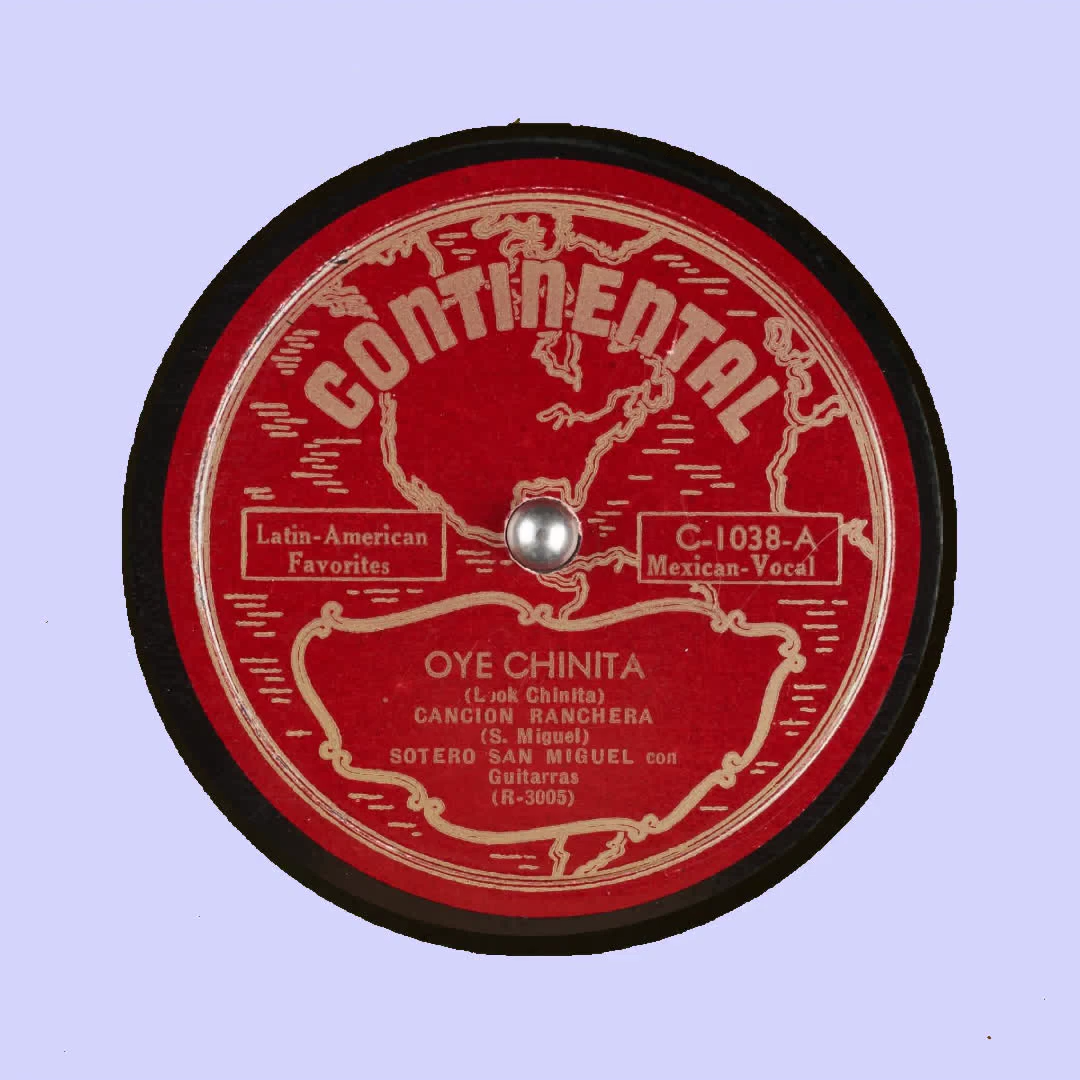 CONTINENTAL
Latin-American
Favorites
C-1038-A
Mexican-Vocal
OYE CHINITA
(Look Chinita)
CANCION RANCHERA
(S. Miguel)
SOTERO SAN MIGUEL con
Guitarras
(R-3005)